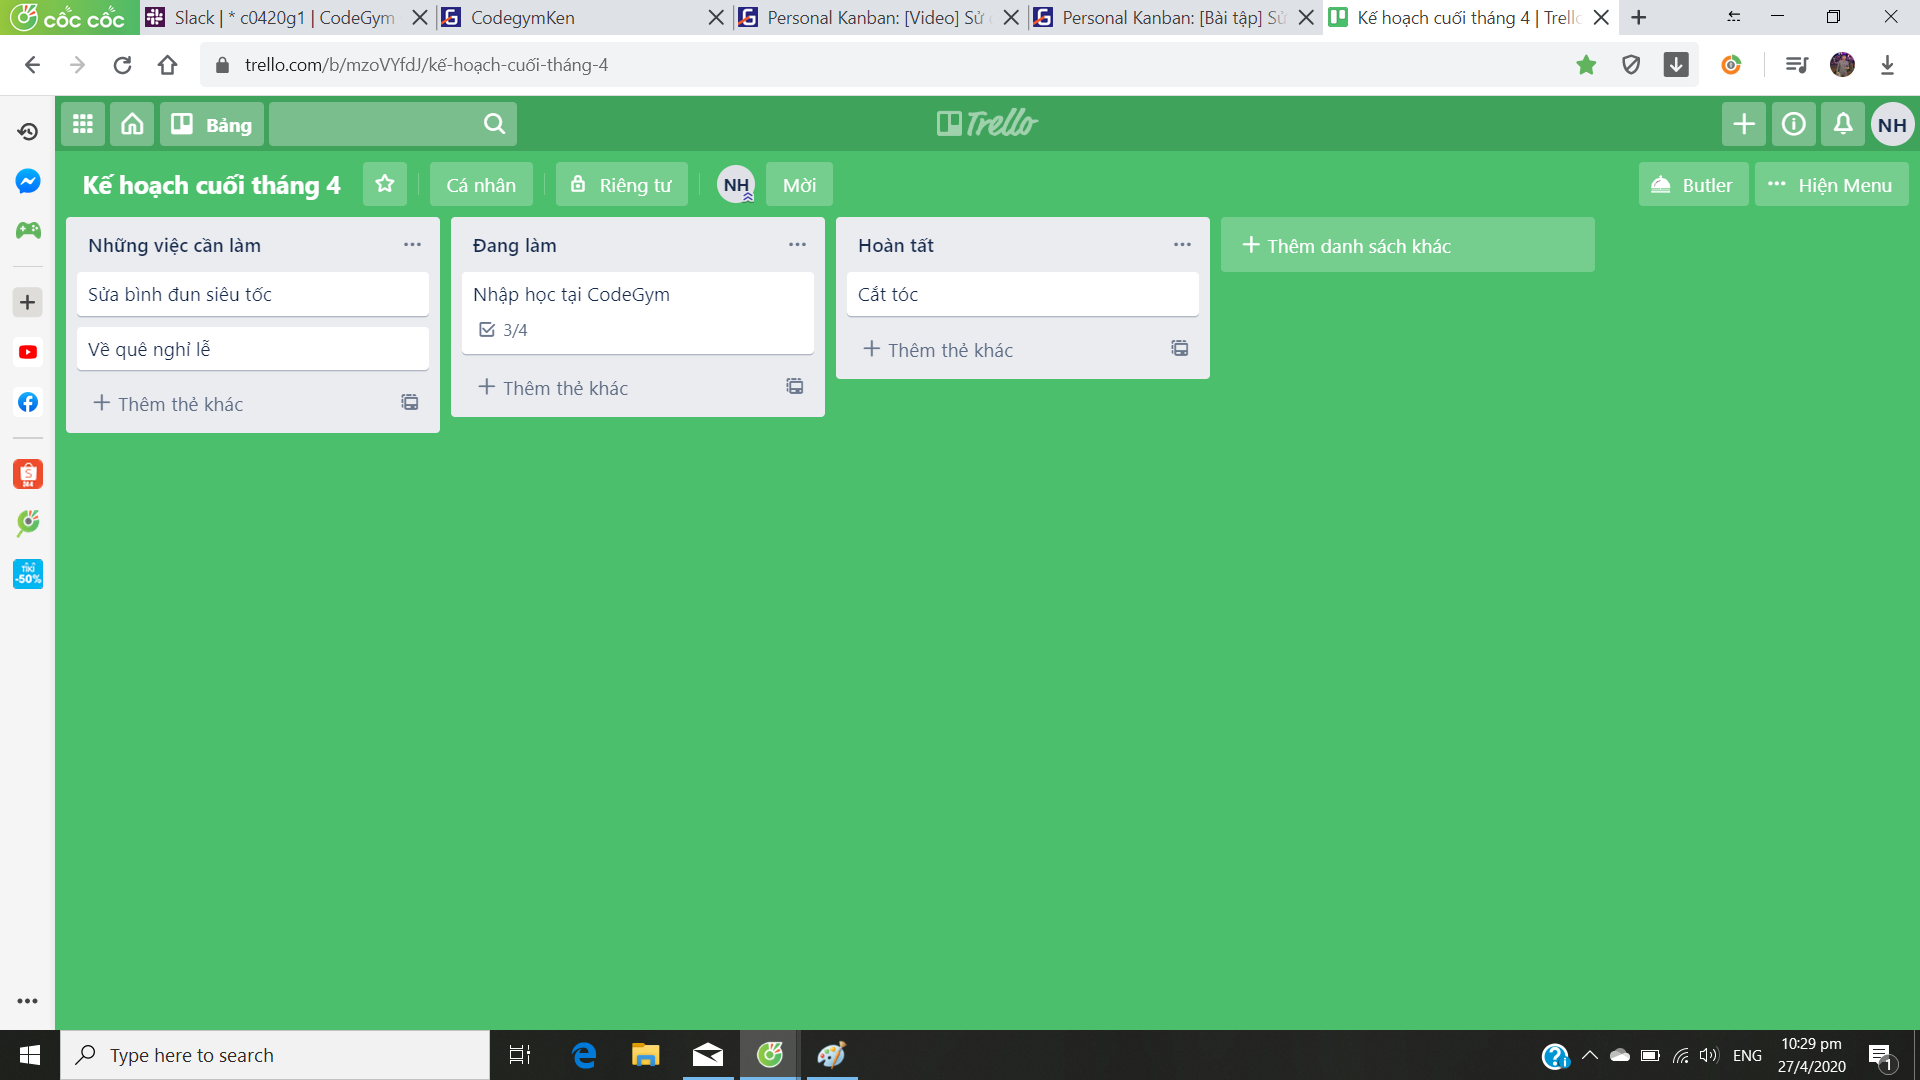 cốc cốc
Slack | * c0420g1 | CodeGym
CodegymKen
Personal Kanban: [Video] Sử
Personal Kanban: [Bài tập] Sử
Kế hoạch cuối tháng 4 | Trello
trello.com/b/mzoVYfdJ/kế-hoạch-cuối-tháng-4
Bảng
Trello
NH
Kế hoạch cuối tháng 4
Cá nhân
Riêng tư
NH
Mời
Butler
Hiện Menu
Những việc cần làm
Sửa bình đun siêu tốc
Về quê nghỉ lễ
Thêm thẻ khác
Đang làm
Nhập học tại CodeGym
3/4
Thêm thẻ khác
Hoàn tất
Cắt tóc
Thêm thẻ khác
Thêm danh sách khác
TIKI
-50%
Type here to search
ENG
10:29 pm
27/4/2020
1